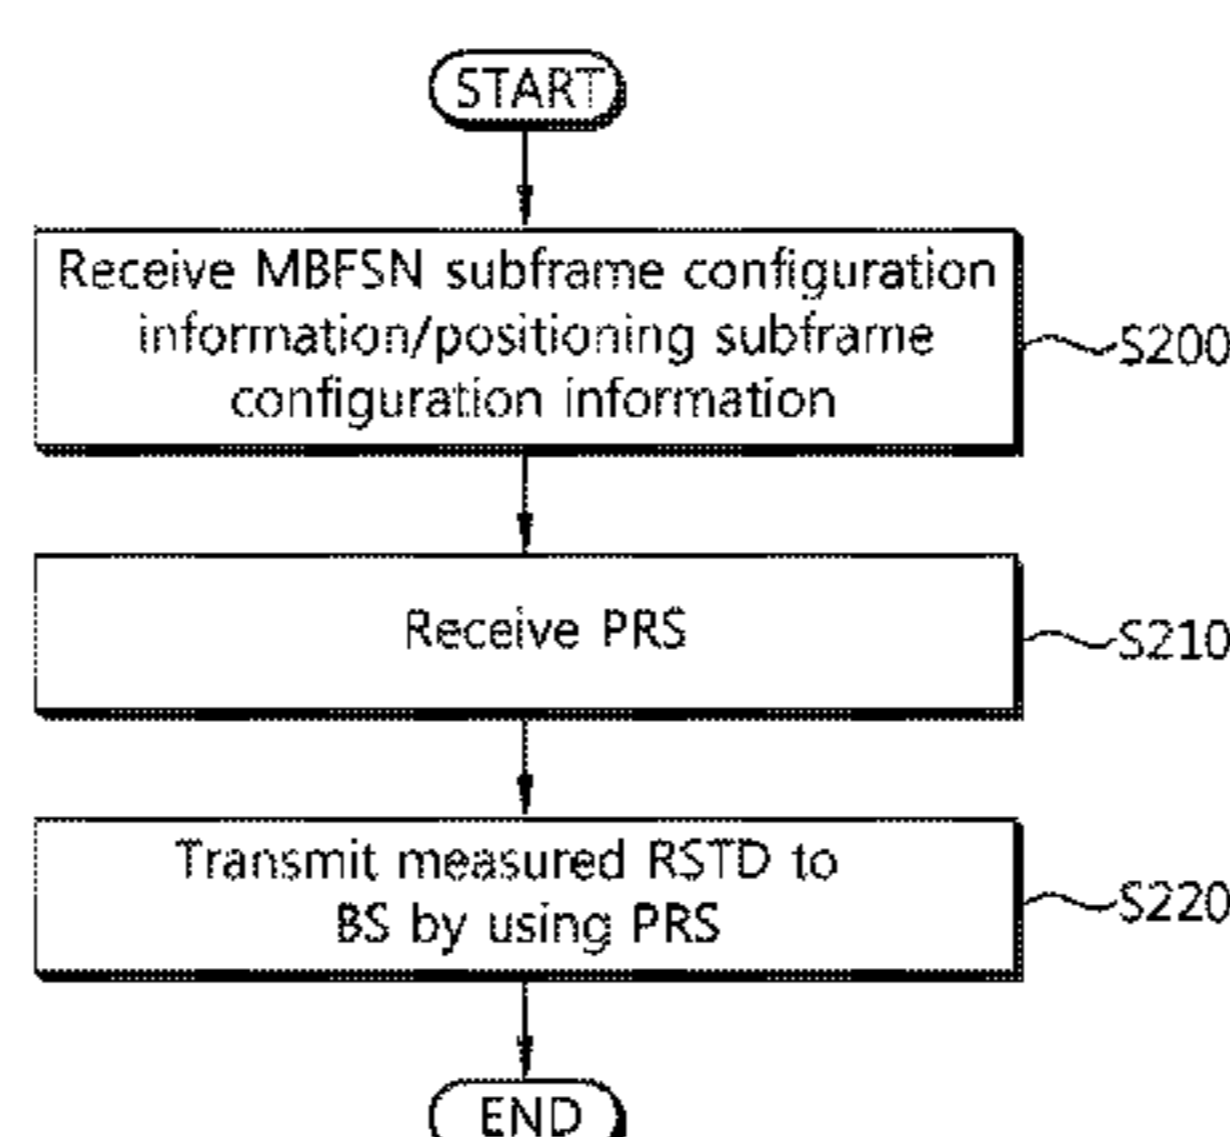 START
Receive MBFSN subframe configuration
information/positioning subframe
configuration information
S200
Receive PRS
S210
Transmit measured RSTD to
BS by using PRS
S220
END